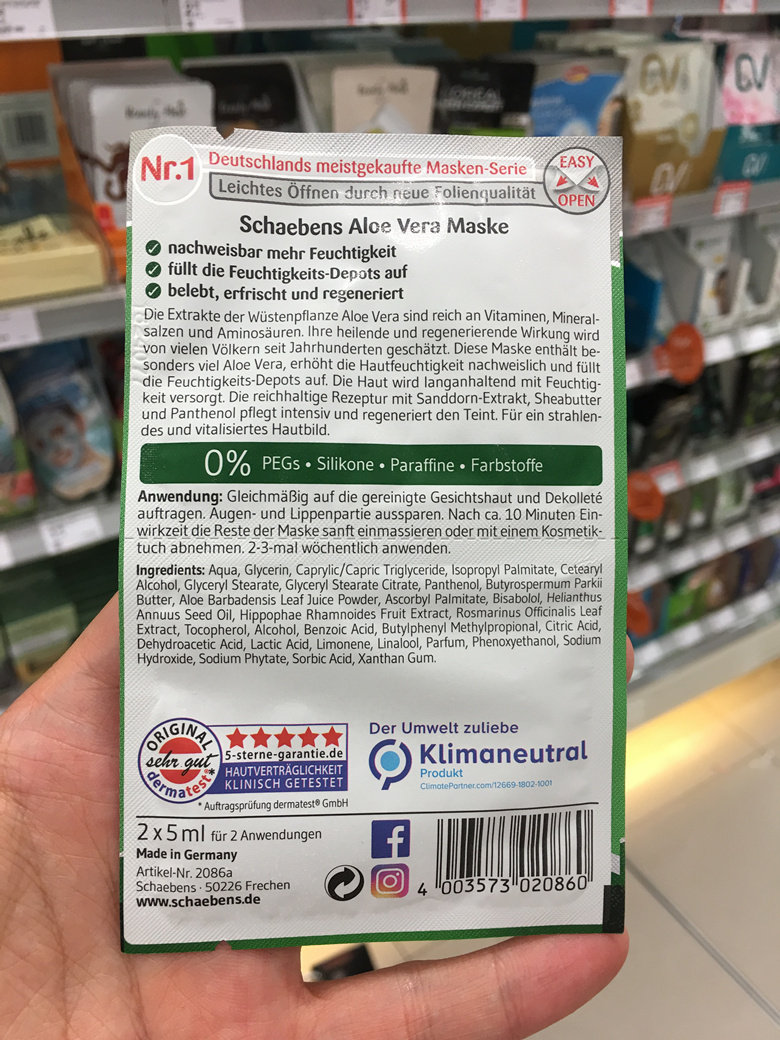 Nr.1
Deutschlands meistgekaufte Masken-Serie
Leichtes Öffnen durch neue Folienqualität
EASY
OPEN
Schaebens Aloe Vera Maske
nachweisbar mehr Feuchtigkeit
füllt die Feuchtigkeits-Depots auf
belebt, erfrischt und regeneriert
Die Extrakte der Wüstenpflanze Aloe Vera sind reich an Vitaminen, Mineral-
salzen und Aminosäuren. Ihre heilende und regenerierende Wirkung wird
von vielen Völkern seit Jahrhunderten geschätzt. Diese Maske enthält be-
sonders viel Aloe Vera, erhöht die Hautfeuchtigkeit nachweislich und füllt
die Feuchtigkeits-Depots auf. Die Haut wird langanhaltend mit Feuchtig-
keit versorgt. Die reichhaltige Rezeptur mit Sanddorn-Extrakt, Sheabutter
und Panthenol pflegt intensiv und regeneriert den Teint. Für ein strahlen-
des und vitalisiertes Hautbild.
0% PEGs • Silikone • Paraffine • Farbstoffe
Anwendung: Gleichmäßig auf die gereinigte Gesichtshaut und Dekolleté
auftragen. Augen- und Lippenpartie aussparen. Nach ca. 10 Minuten Ein-
wirkzeit die Reste der Maske sanft einmassieren oder mit einem Kosmetik-
tuch abnehmen. 2-3-mal wöchentlich anwenden.
Ingredients: Aqua, Glycerin, Caprylic/Capric Triglyceride, Isopropyl Palmitate, Cetearyl
Alcohol, Glyceryl Stearate, Glyceryl Stearate Citrate, Panthenol, Butyrospermum Parkii
Butter, Aloe Barbadensis Leaf Juice Powder, Ascorbyl Palmitate, Bisabolol, Helianthus
Annuus Seed Oil, Hippophae Rhamnoides Fruit Extract, Rosmarinus Officinalis Leaf
Extract, Tocopherol, Alcohol, Benzoic Acid, Butylphenyl Methylpropional, Citric Acid,
Dehydroacetic Acid, Lactic Acid, Limonene, Linalool, Parfum, Phenoxyethanol, Sodium
Hydroxide, Sodium Phytate, Sorbic Acid, Xanthan Gum.
ORIGINAL
sehr gut
dermatest®*
5-sterne-garantie.de
HAUTVERTRÄGLICHKEIT
KLINISCH GETESTET
* Auftragsprüfung dermatest® GmbH
Der Umwelt zuliebe
Klimaneutral
Produkt
ClimatePartner.com/12669-1802-1001
2 x 5 ml für 2 Anwendungen
Made in Germany
Artikel-Nr. 2086a
Schaebens · 50226 Frechen
www.schaebens.de
4 003573 020860